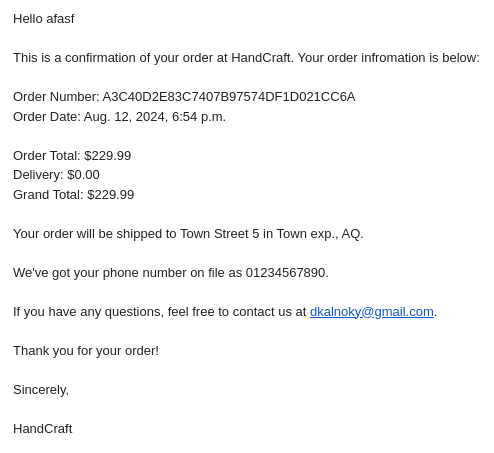 Hello afasf
This is a confirmation of your order at HandCraft. Your order infromation is below:
Order Number: A3C40D2E83C7407B97574DF1D021CC6A
Order Date: Aug. 12, 2024, 6:54 p.m.
Order Total: $229.99
Delivery: $0.00
Grand Total: $229.99
Your order will be shipped to Town Street 5 in Town exp., AQ.
We've got your phone number on file as 01234567890.
If you have any questions, feel free to contact us at dkalnoky@gmail.com.
Thank you for your order!
Sincerely,
HandCraft